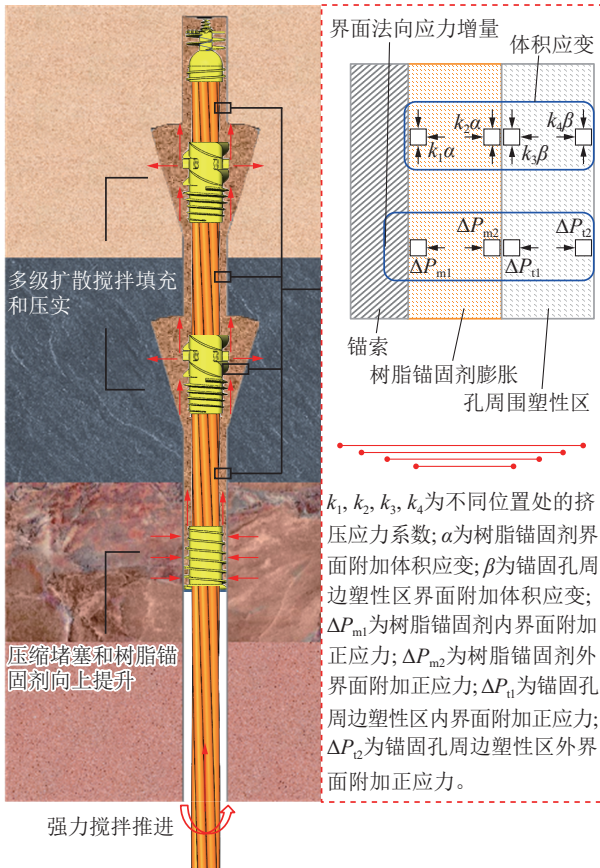 界面法向应力增量
体积应变
k₂α
k₄β
k₁α
k₃β
ΔPₘ₂
ΔPₜ₂
ΔPₘ₁
ΔPₜ₁
锚索
树脂锚固剂膨胀
孔周围塑性区
多级扩散搅拌填充
和压实
压缩堵塞和树脂锚
固剂向上提升
强力搅拌推进
k₁, k₂, k₃, k₄为不同位置处的挤
压应力系数; α为树脂锚固剂界
面附加体积应变; β为锚固孔周
边塑性区界面附加体积应变;
ΔPₘ₁为树脂锚固剂内界面附加
正应力; ΔPₘ₂为树脂锚固剂外
界面附加正应力; ΔPₜ₁为锚固孔
周边塑性区内界面附加正应力;
ΔPₜ₂为锚固孔周边塑性区外界
面附加正应力。